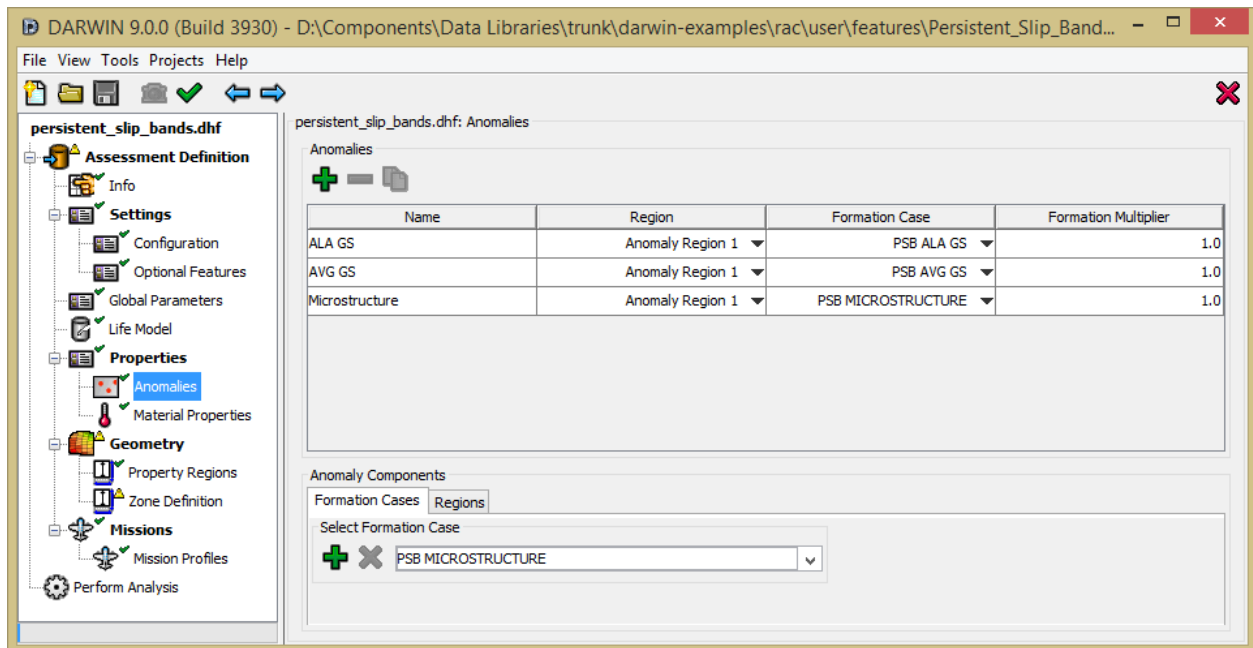 DARWIN 9.0.0 (Build 3930) - D:\Components\Data Libraries\trunk\darwin-examples\rac\user\features\Persistent_Slip_Band...
File View Tools Projects Help
persistent_slip_bands.dhf
Assessment Definition
Info
Settings
Configuration
Optional Features
Global Parameters
Life Model
Properties
Anomalies
Material Properties
Geometry
Property Regions
Zone Definition
Missions
Mission Profiles
Perform Analysis
persistent_slip_bands.dhf: Anomalies
Anomalies
Name Region Formation Case Formation Multiplier
ALA GS Anomaly Region 1 PSB ALA GS 1.0
AVG GS Anomaly Region 1 PSB AVG GS 1.0
Microstructure Anomaly Region 1 PSB MICROSTRUCTURE 1.0
Anomaly Components
Formation Cases Regions
Select Formation Case
PSB MICROSTRUCTURE